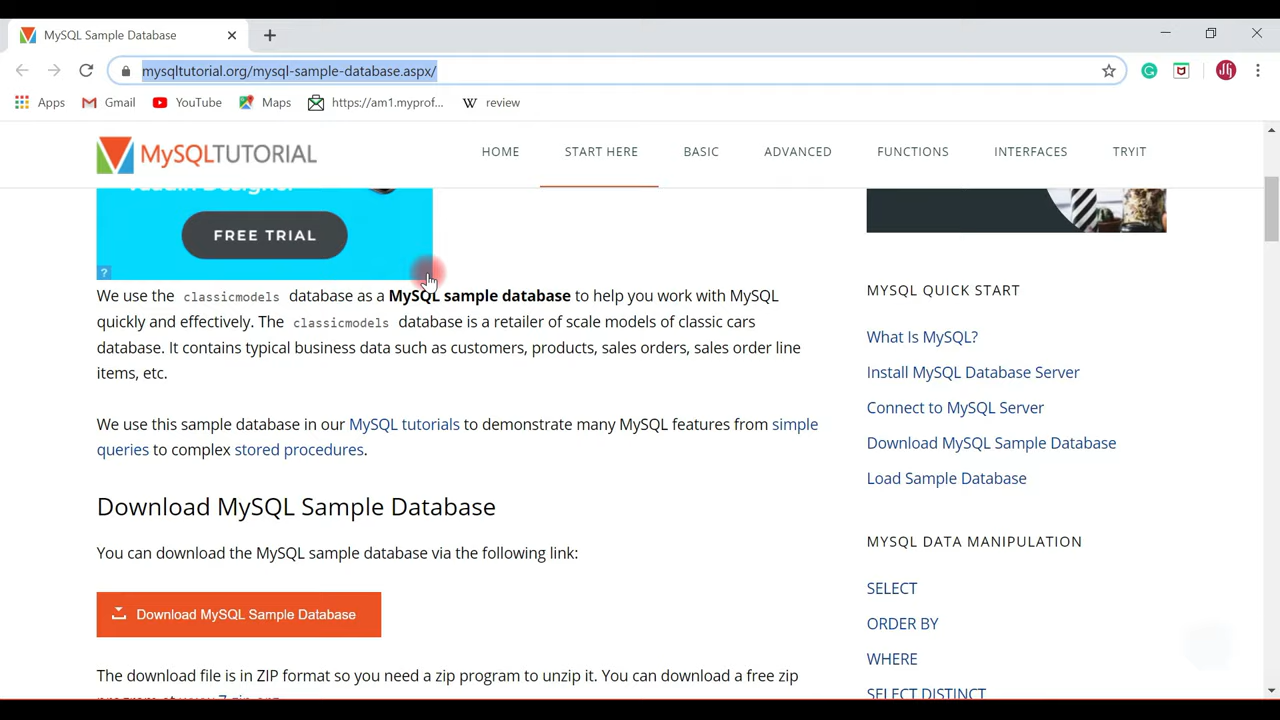 MySQL Sample Database
mysqltutorial.org/mysql-sample-database.aspx/
Apps Gmail YouTube Maps https://am1.myprof... W review
MySQLTUTORIAL HOME START HERE BASIC ADVANCED FUNCTIONS INTERFACES TRYIT
Vaadin Designer
FREE TRIAL
?
We use the classicmodels database as a MySQL sample database to help you work with MySQL
quickly and effectively. The classicmodels database is a retailer of scale models of classic cars
database. It contains typical business data such as customers, products, sales orders, sales order line
items, etc.
We use this sample database in our MySQL tutorials to demonstrate many MySQL features from simple
queries to complex stored procedures.
Download MySQL Sample Database
You can download the MySQL sample database via the following link:
Download MySQL Sample Database
The download file is in ZIP format so you need a zip program to unzip it. You can download a free zip
program at www.7-zip.org
MYSQL QUICK START
What Is MySQL?
Install MySQL Database Server
Connect to MySQL Server
Download MySQL Sample Database
Load Sample Database
MYSQL DATA MANIPULATION
SELECT
ORDER BY
WHERE
SELECT DISTINCT